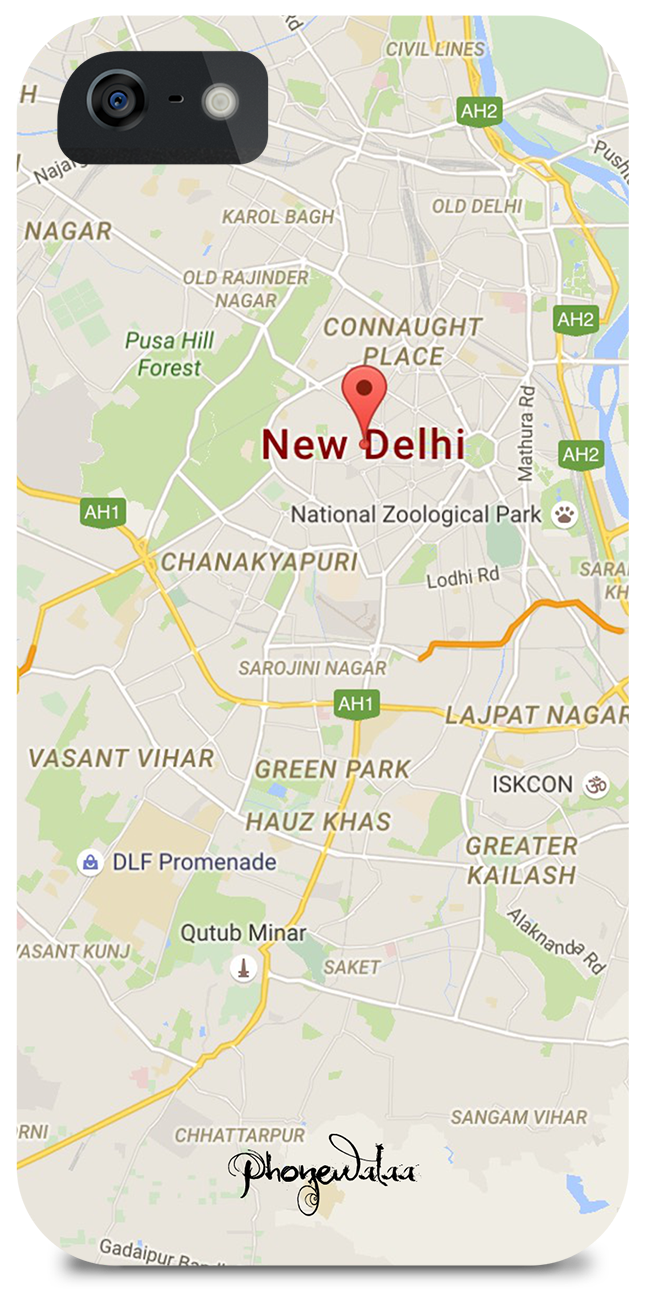 Rd
CIVIL LINES
H
AH2
Najafg
Pusht
NAGAR
KAROL BAGH
OLD DELHI
OLD RAJINDER
NAGAR
AH2
CONNAUGHT
PLACE
Pusa Hill
Forest
Mathura Rd
New Delhi
AH2
AH1
National Zoological Park
CHANAKYAPURI
Lodhi Rd
SARAI
KH
SAROJINI NAGAR
AH1
LAJPAT NAGAR
VASANT VIHAR
GREEN PARK
ISKCON
HAUZ KHAS
GREATER
KAILASH
DLF Promenade
Alaknanda Rd
Qutub Minar
VASANT KUNJ
SAKET
SANGAM VIHAR
RNI
CHHATTARPUR
Phonewalaa
Gadaipur Band